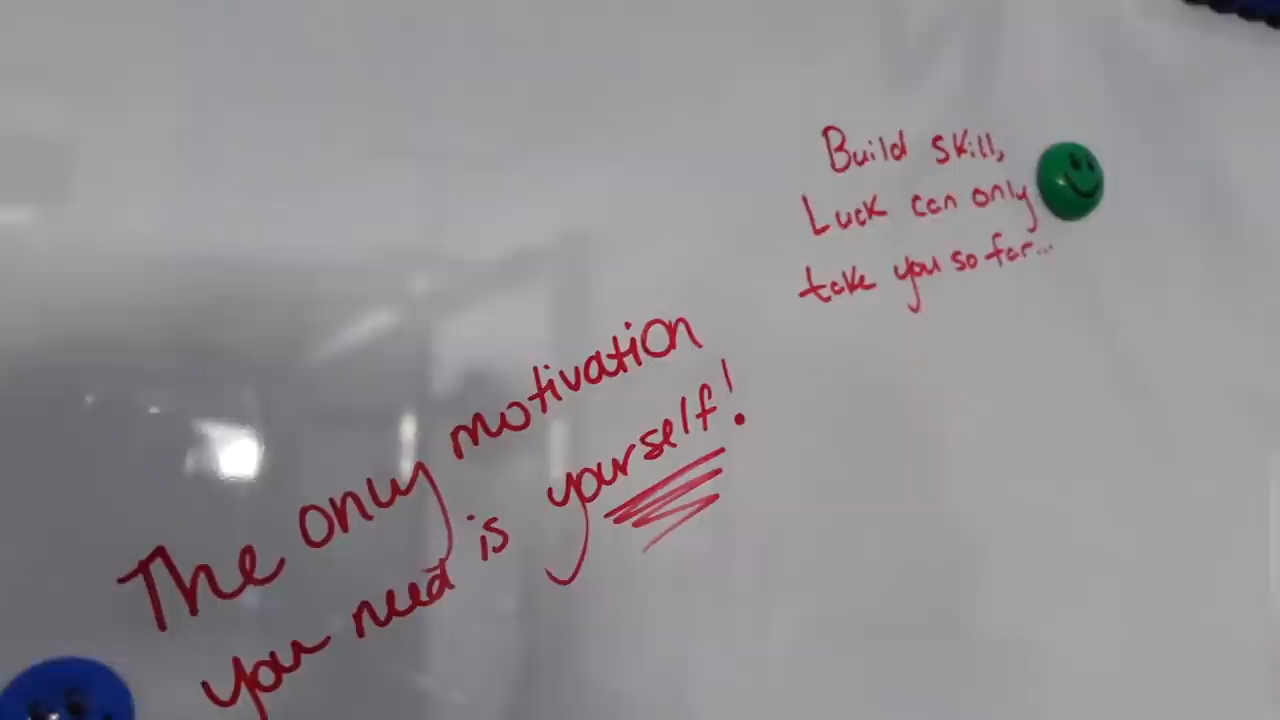 Build skill,
Luck can only
take you so far...
The only motivation
you need is yourself!